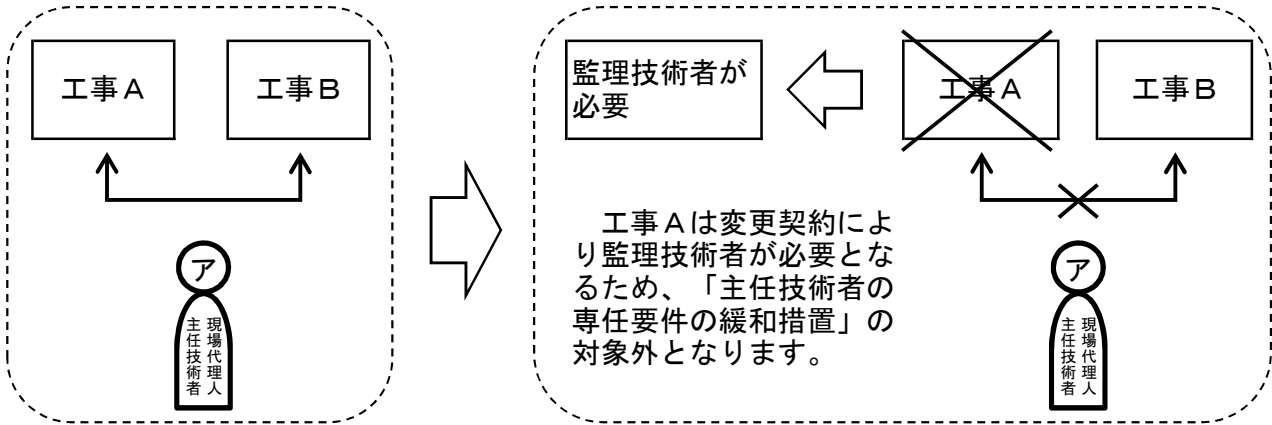 工事Ａ
工事Ｂ
ア
現場代理人
主任技術者
監理技術者が
必要
工事Ａ
工事Ｂ
工事Ａは変更契約によ
り監理技術者が必要とな
るため、「主任技術者の
専任要件の緩和措置」の
対象外となります。
ア
現場代理人
主任技術者